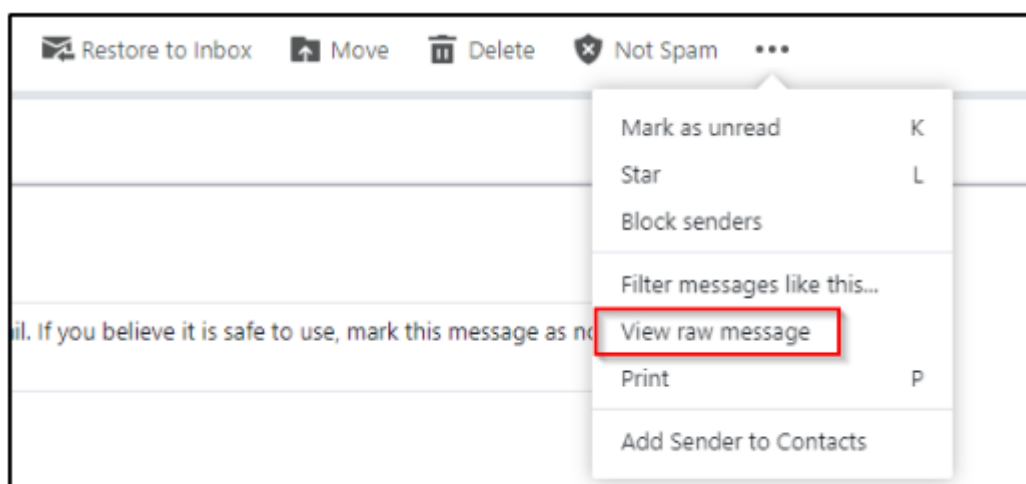 Restore to Inbox Move Delete Not Spam •••
Mark as unread K
Star L
Block senders
Filter messages like this...
il. If you believe it is safe to use, mark this message as no
View raw message
Print P
Add Sender to Contacts